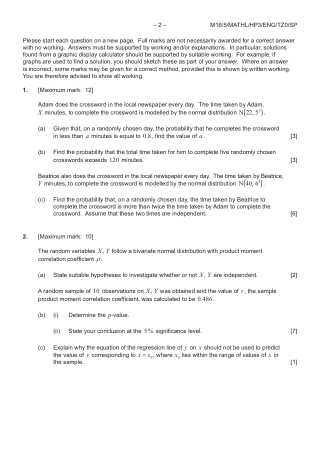 – 2 –
M16/5/MATHL/HP3/ENG/TZ0/SP
Please start each question on a new page. Full marks are not necessarily awarded for a correct answer
with no working. Answers must be supported by working and/or explanations. In particular, solutions
found from a graphic display calculator should be supported by suitable working. For example, if
graphs are used to find a solution, you should sketch these as part of your answer. Where an answer
is incorrect, some marks may be given for a correct method, provided this is shown by written working.
You are therefore advised to show all working.
1. [Maximum mark: 12]
Adam does the crossword in the local newspaper every day. The time taken by Adam,
X minutes, to complete the crossword is modelled by the normal distribution N(22, 5²).
(a) Given that, on a randomly chosen day, the probability that he completes the crossword
in less than a minutes is equal to 0.8, find the value of a. [3]
(b) Find the probability that the total time taken for him to complete five randomly chosen
crosswords exceeds 120 minutes. [3]
Beatrice also does the crossword in the local newspaper every day. The time taken by Beatrice,
Y minutes, to complete the crossword is modelled by the normal distribution N(40, 6²).
(c) Find the probability that, on a randomly chosen day, the time taken by Beatrice to
complete the crossword is more than twice the time taken by Adam to complete the
crossword. Assume that these two times are independent. [6]
2. [Maximum mark: 10]
The random variables X, Y follow a bivariate normal distribution with product moment
correlation coefficient ρ.
(a) State suitable hypotheses to investigate whether or not X, Y are independent. [2]
A random sample of 10 observations on X, Y was obtained and the value of r, the sample
product moment correlation coefficient, was calculated to be 0.486.
(b) (i) Determine the p-value.
(ii) State your conclusion at the 5% significance level. [7]
(c) Explain why the equation of the regression line of y on x should not be used to predict
the value of y corresponding to x = x₀, where x₀ lies within the range of values of x in
the sample. [1]